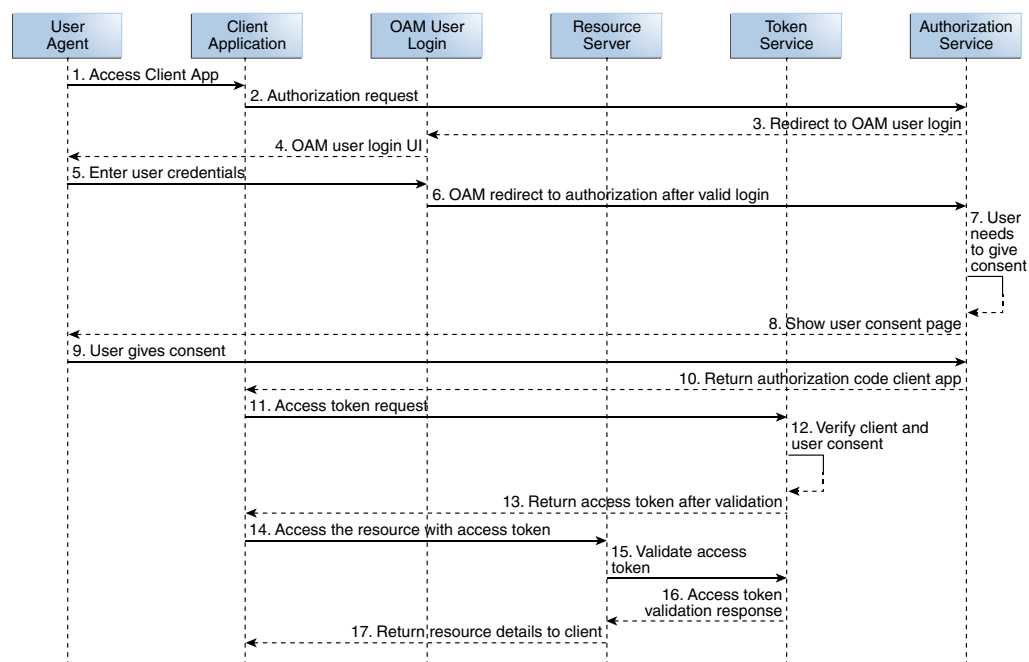 User
Agent
Client
Application
OAM User
Login
Resource
Server
Token
Service
Authorization
Service
1. Access Client App
2. Authorization request
3. Redirect to OAM user login
4. OAM user login UI
5. Enter user credentials
6. OAM redirect to authorization after valid login
7. User
needs
to give
consent
8. Show user consent page
9. User gives consent
10. Return authorization code client app
11. Access token request
12. Verify client and
user consent
13. Return access token after validation
14. Access the resource with access token
15. Validate access
token
16. Access token
validation response
17. Return resource details to client